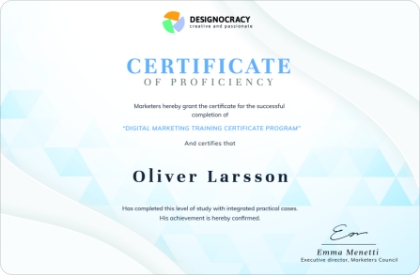 DESIGNOCRACY
creative and passionate
CERTIFICATE
OF PROFICIENCY
Marketers hereby grant the certificate for the successful
completion of
"DIGITAL MARKETING TRAINING CERTIFICATE PROGRAM"
And certifies that
Oliver Larsson
Has completed this level of study with integrated practical cases.
His achievement is hereby confirmed.
Emma Menetti
Executive director, Marketers Council